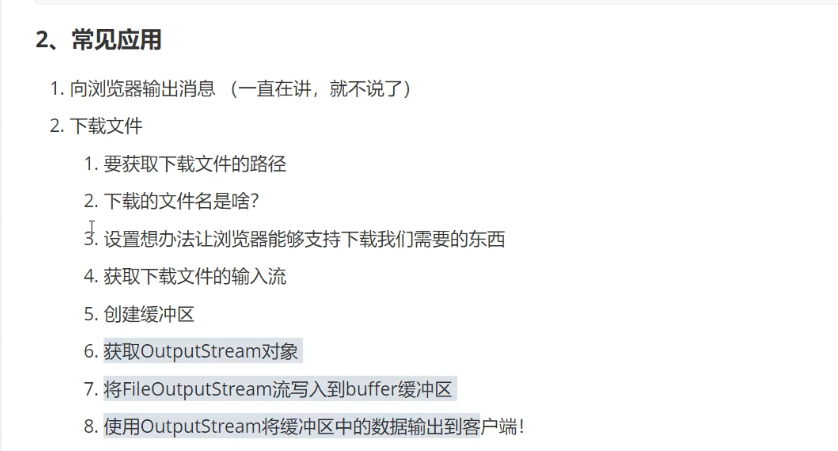 2、常见应用
1. 向浏览器输出消息 （一直在讲，就不说了）
2. 下载文件
1. 要获取下载文件的路径
2. 下载的文件名是啥？
3. 设置想办法让浏览器能够支持下载我们需要的东西
4. 获取下载文件的输入流
5. 创建缓冲区
6. 获取OutputStream对象
7. 将FileOutputStream流写入到buffer缓冲区
8. 使用OutputStream将缓冲区中的数据输出到客户端！